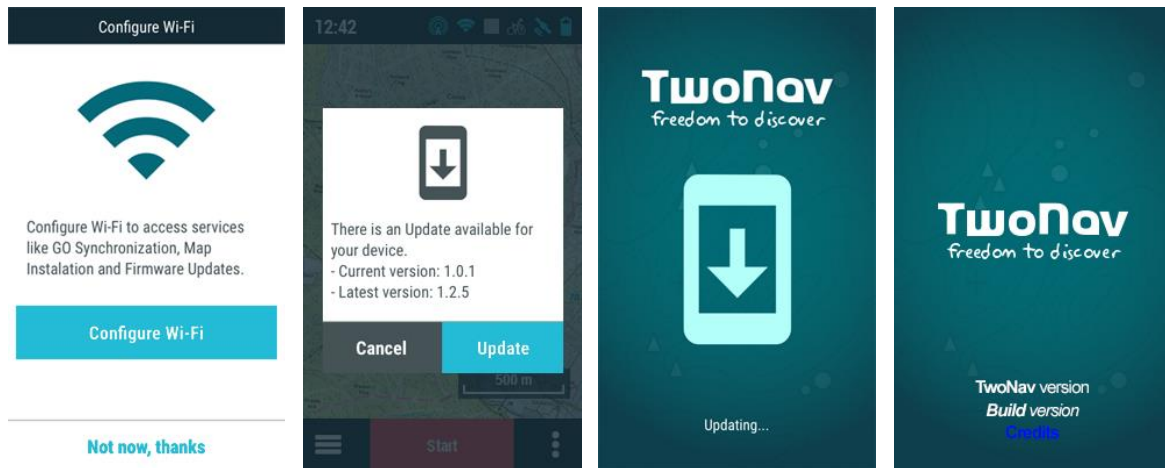 Configure Wi-Fi
Configure Wi-Fi to access services
like GO Synchronization, Map
Instalation and Firmware Updates.
Configure Wi-Fi
Not now, thanks
12:42
There is an Update available for
your device.
- Current version: 1.0.1
- Latest version: 1.2.5
Cancel
Update
500 m
Start
TwoNav
freedom to discover
Updating...
TwoNav
freedom to discover
TwoNav version
Build version
Credits